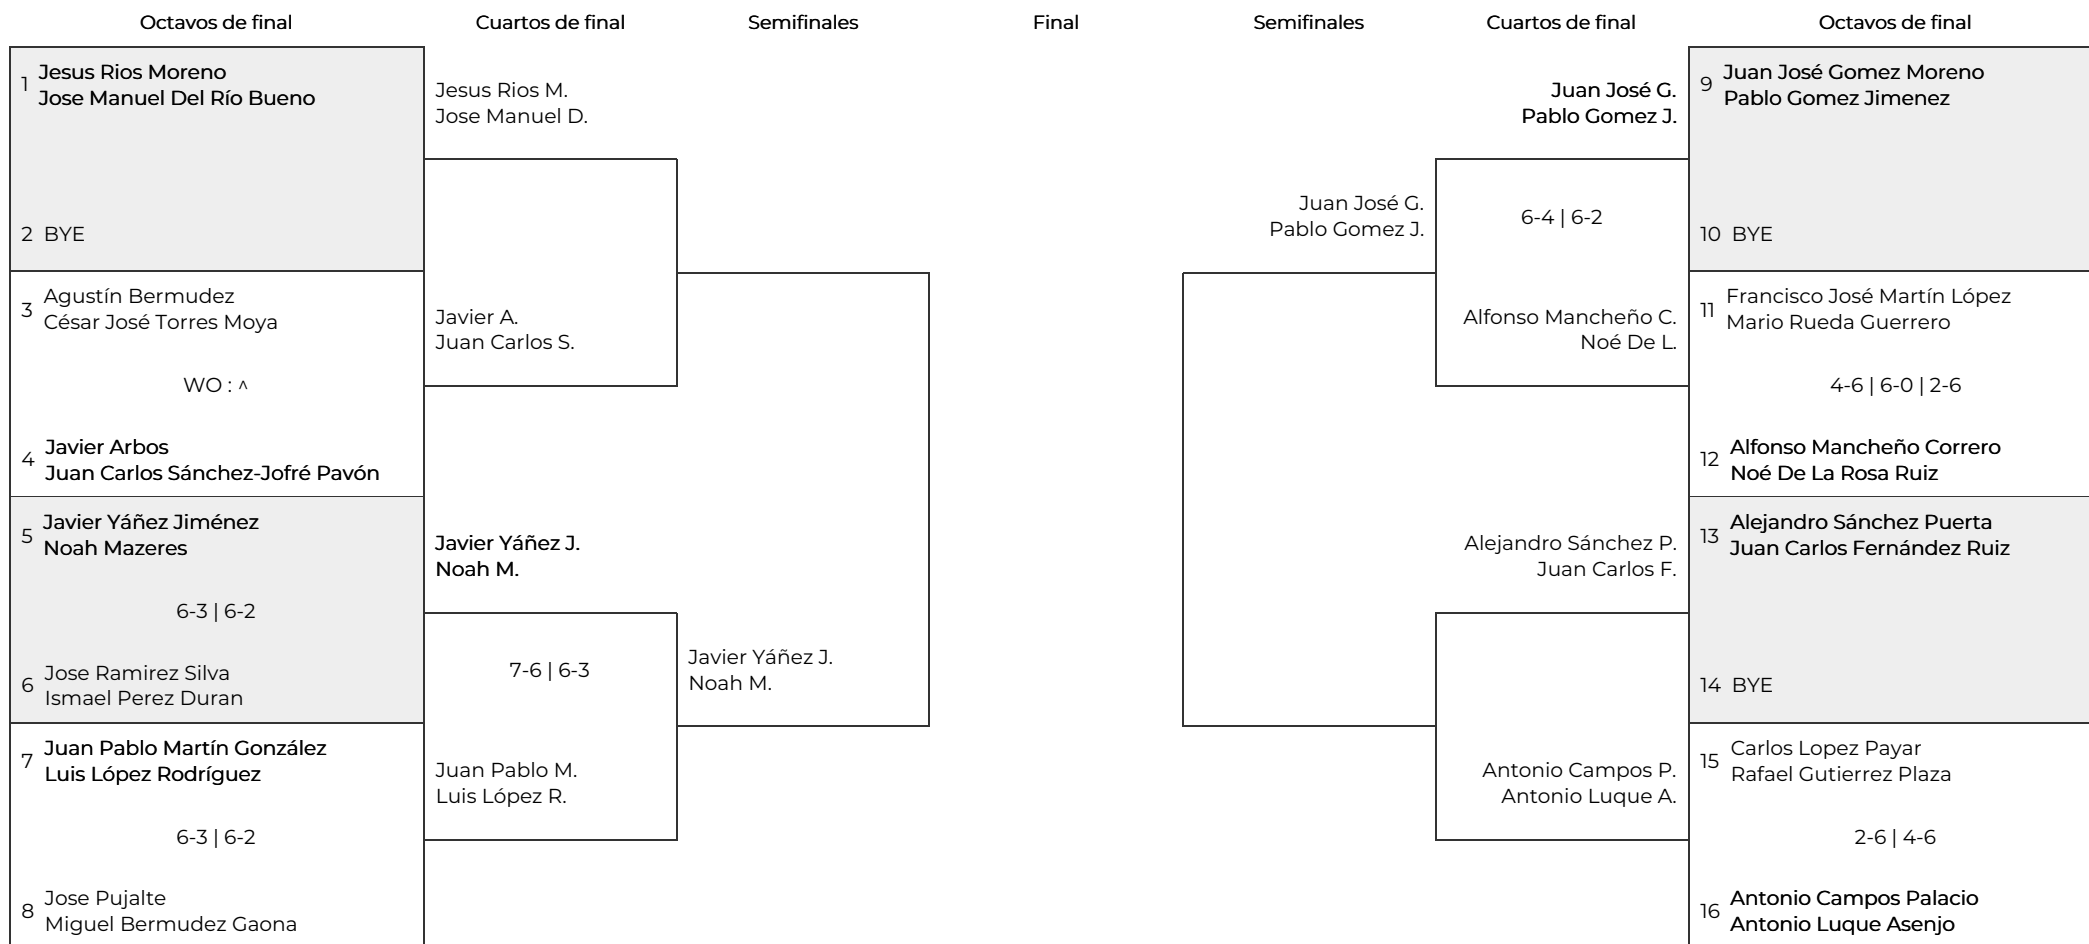 Octavos de final
Cuartos de final
Semifinales
Final
Semifinales
Cuartos de final
Octavos de final
1
Jesus Rios Moreno
Jose Manuel Del Río Bueno
2 BYE
3
Agustín Bermudez
César José Torres Moya
WO : ^
4
Javier Arbos
Juan Carlos Sánchez-Jofré Pavón
5
Javier Yáñez Jiménez
Noah Mazeres
6-3 | 6-2
6
Jose Ramirez Silva
Ismael Perez Duran
7
Juan Pablo Martín González
Luis López Rodríguez
6-3 | 6-2
8
Jose Pujalte
Miguel Bermudez Gaona
Jesus Rios M.
Jose Manuel D.
Javier A.
Juan Carlos S.
Javier Yáñez J.
Noah M.
7-6 | 6-3
Juan Pablo M.
Luis López R.
Javier Yáñez J.
Noah M.
Juan José G.
Pablo Gomez J.
Juan José G.
Pablo Gomez J.
6-4 | 6-2
Alfonso Mancheño C.
Noé De L.
Alejandro Sánchez P.
Juan Carlos F.
Antonio Campos P.
Antonio Luque A.
9
Juan José Gomez Moreno
Pablo Gomez Jimenez
10 BYE
11
Francisco José Martín López
Mario Rueda Guerrero
4-6 | 6-0 | 2-6
12
Alfonso Mancheño Correro
Noé De La Rosa Ruiz
13
Alejandro Sánchez Puerta
Juan Carlos Fernández Ruiz
14 BYE
15
Carlos Lopez Payar
Rafael Gutierrez Plaza
2-6 | 4-6
16
Antonio Campos Palacio
Antonio Luque Asenjo